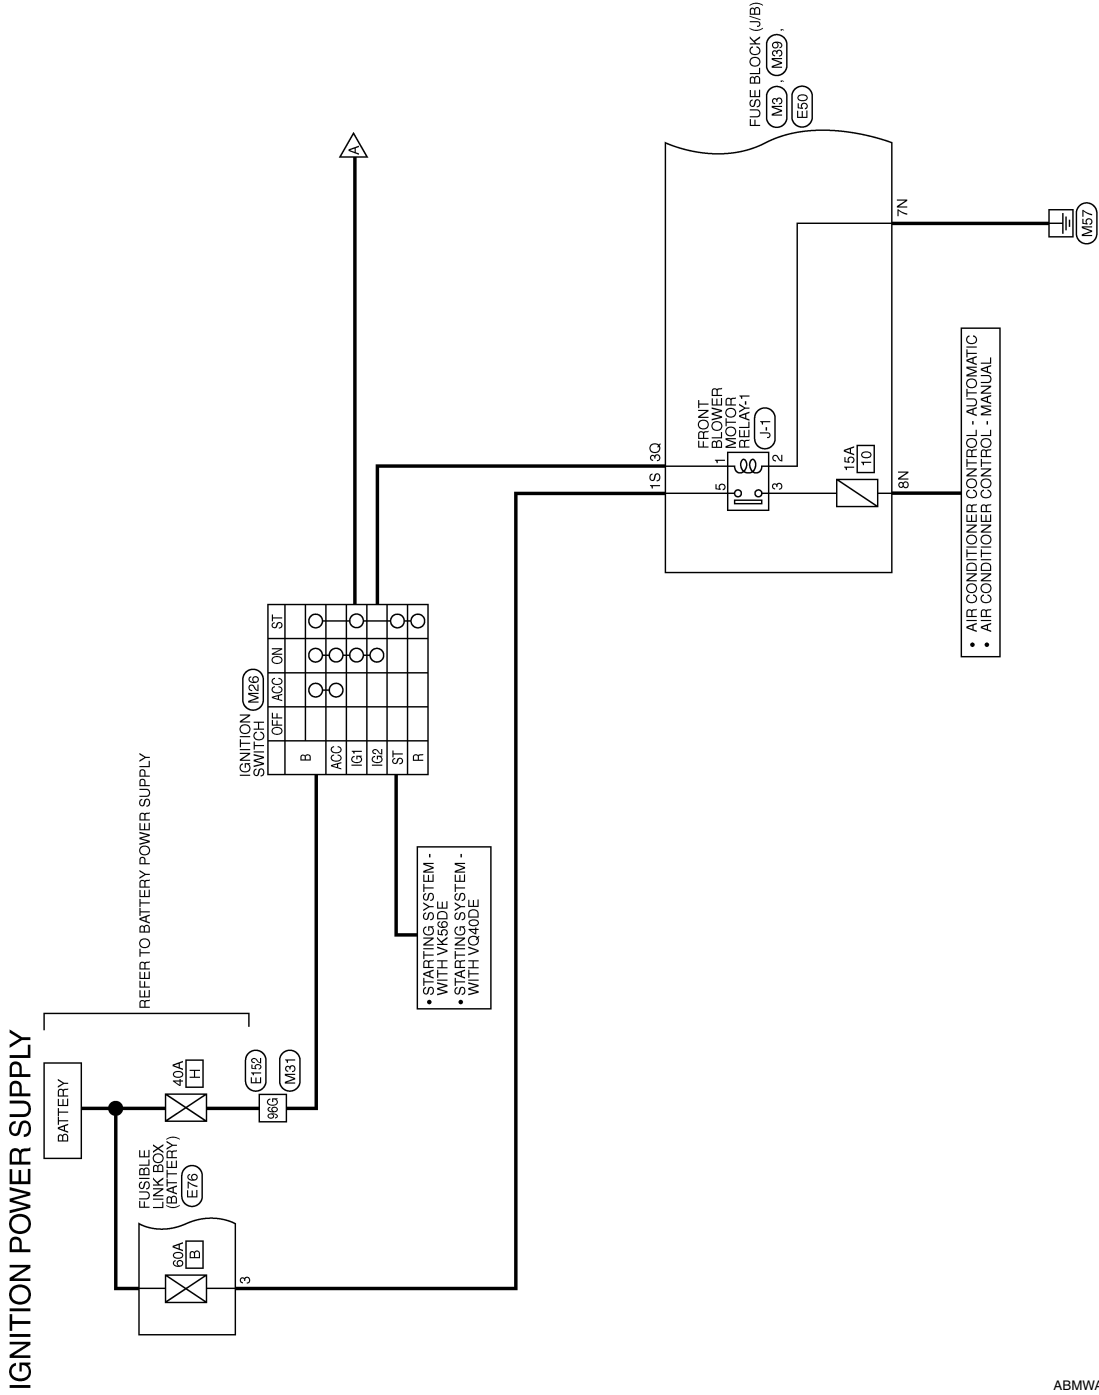 IGNITION POWER SUPPLY
BATTERY
REFER TO BATTERY POWER SUPPLY
40A
H
E152
96G
M31
FUSIBLE
LINK BOX
(BATTERY)
E76
60A
B
3
IGNITION
SWITCH
M26
OFF
ACC
ON
ST
B
ACC
IG1
IG2
ST
R
A
• STARTING SYSTEM -
WITH VK56DE
• STARTING SYSTEM -
WITH VQ40DE
FUSE BLOCK (J/B)
M3 , M39 ,
E50
1S
3Q
FRONT
BLOWER
MOTOR
RELAY-1
J-1
5
1
3
2
15A
10
8N
7N
M57
• AIR CONDITIONER CONTROL - AUTOMATIC
• AIR CONDITIONER CONTROL - MANUAL
ABMWA